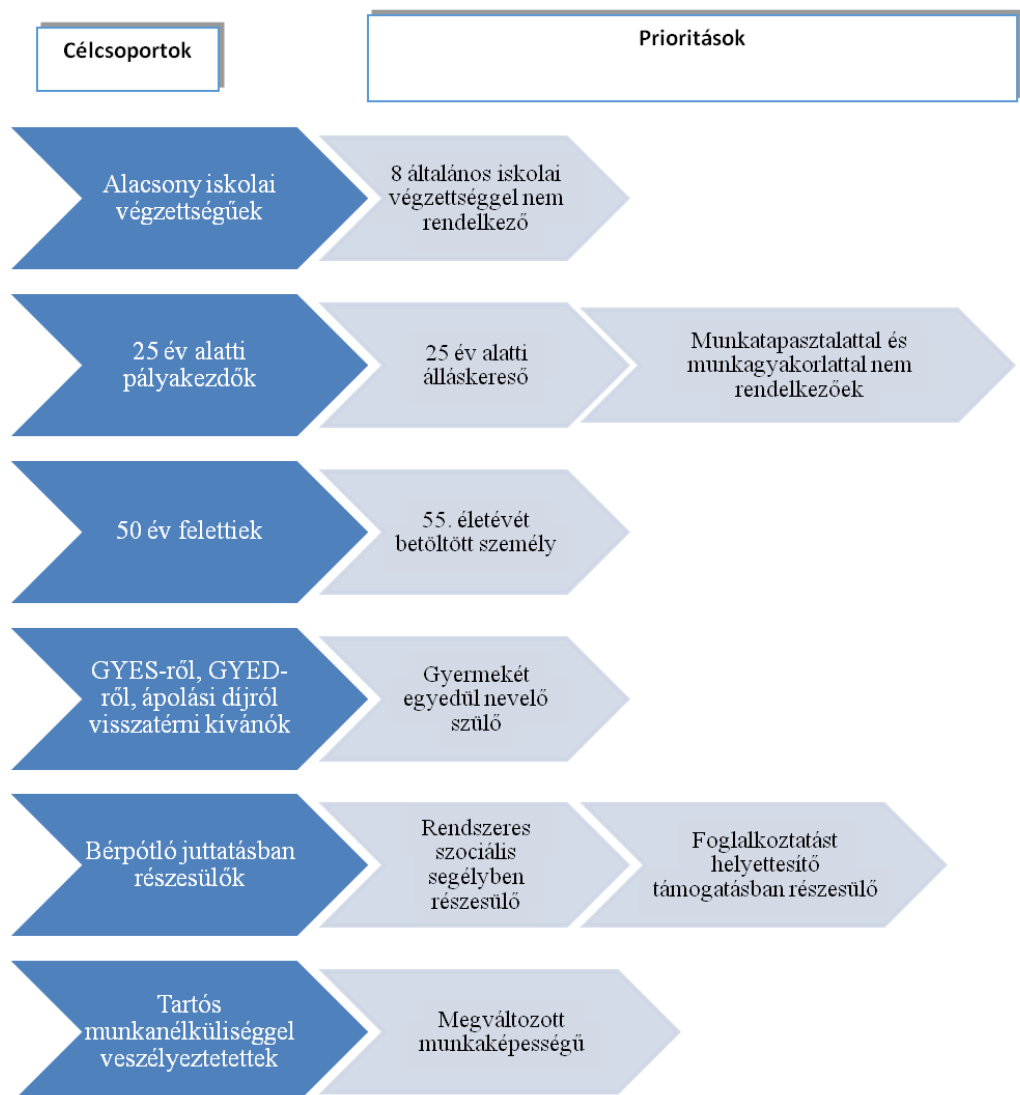 Célcsoportok
Prioritások
Alacsony iskolai
végzettségűek
8 általános iskolai
végzettséggel nem
rendelkező
25 év alatti
pályakezdők
25 év alatti
álláskereső
Munkatapasztalattal és
munkagyakorlattal nem
rendelkezőek
50 év felettiek
55. életévét
betöltött személy
GYES-ről, GYED-
ről, ápolási díjról
visszatérni kívánók
Gyermekét
egyedül nevelő
szülő
Bérpótló juttatásban
részesülők
Rendszeres
szociális
segélyben
részesülő
Foglalkoztatást
helyettesítő
támogatásban részesülő
Tartós
munkanélküliséggel
veszélyeztetettek
Megváltozott
munkaképességű